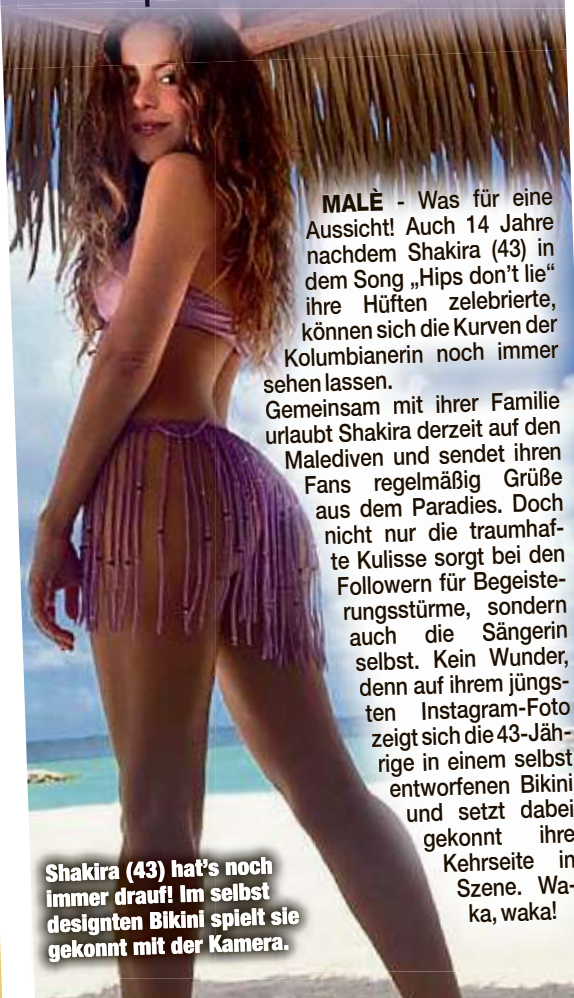 MALÈ - Was für eine
Aussicht! Auch 14 Jahre
nachdem Shakira (43) in
dem Song „Hips don’t lie“
ihre Hüften zelebrierte,
können sich die Kurven der
Kolumbianerin noch immer
sehen lassen.
Gemeinsam mit ihrer Familie
urlaubt Shakira derzeit auf den
Malediven und sendet ihren
Fans regelmäßig Grüße
aus dem Paradies. Doch
nicht nur die traumhaf-
te Kulisse sorgt bei den
Followern für Begeiste-
rungsstürme, sondern
auch die Sängerin
selbst. Kein Wunder,
denn auf ihrem jüngs-
ten Instagram-Foto
zeigt sich die 43-Jäh-
rige in einem selbst
entworfenen Bikini
und setzt dabei
gekonnt ihre
Kehrseite in
Szene. Wa-
ka, waka!
Shakira (43) hat’s noch
immer drauf! Im selbst
designten Bikini spielt sie
gekonnt mit der Kamera.